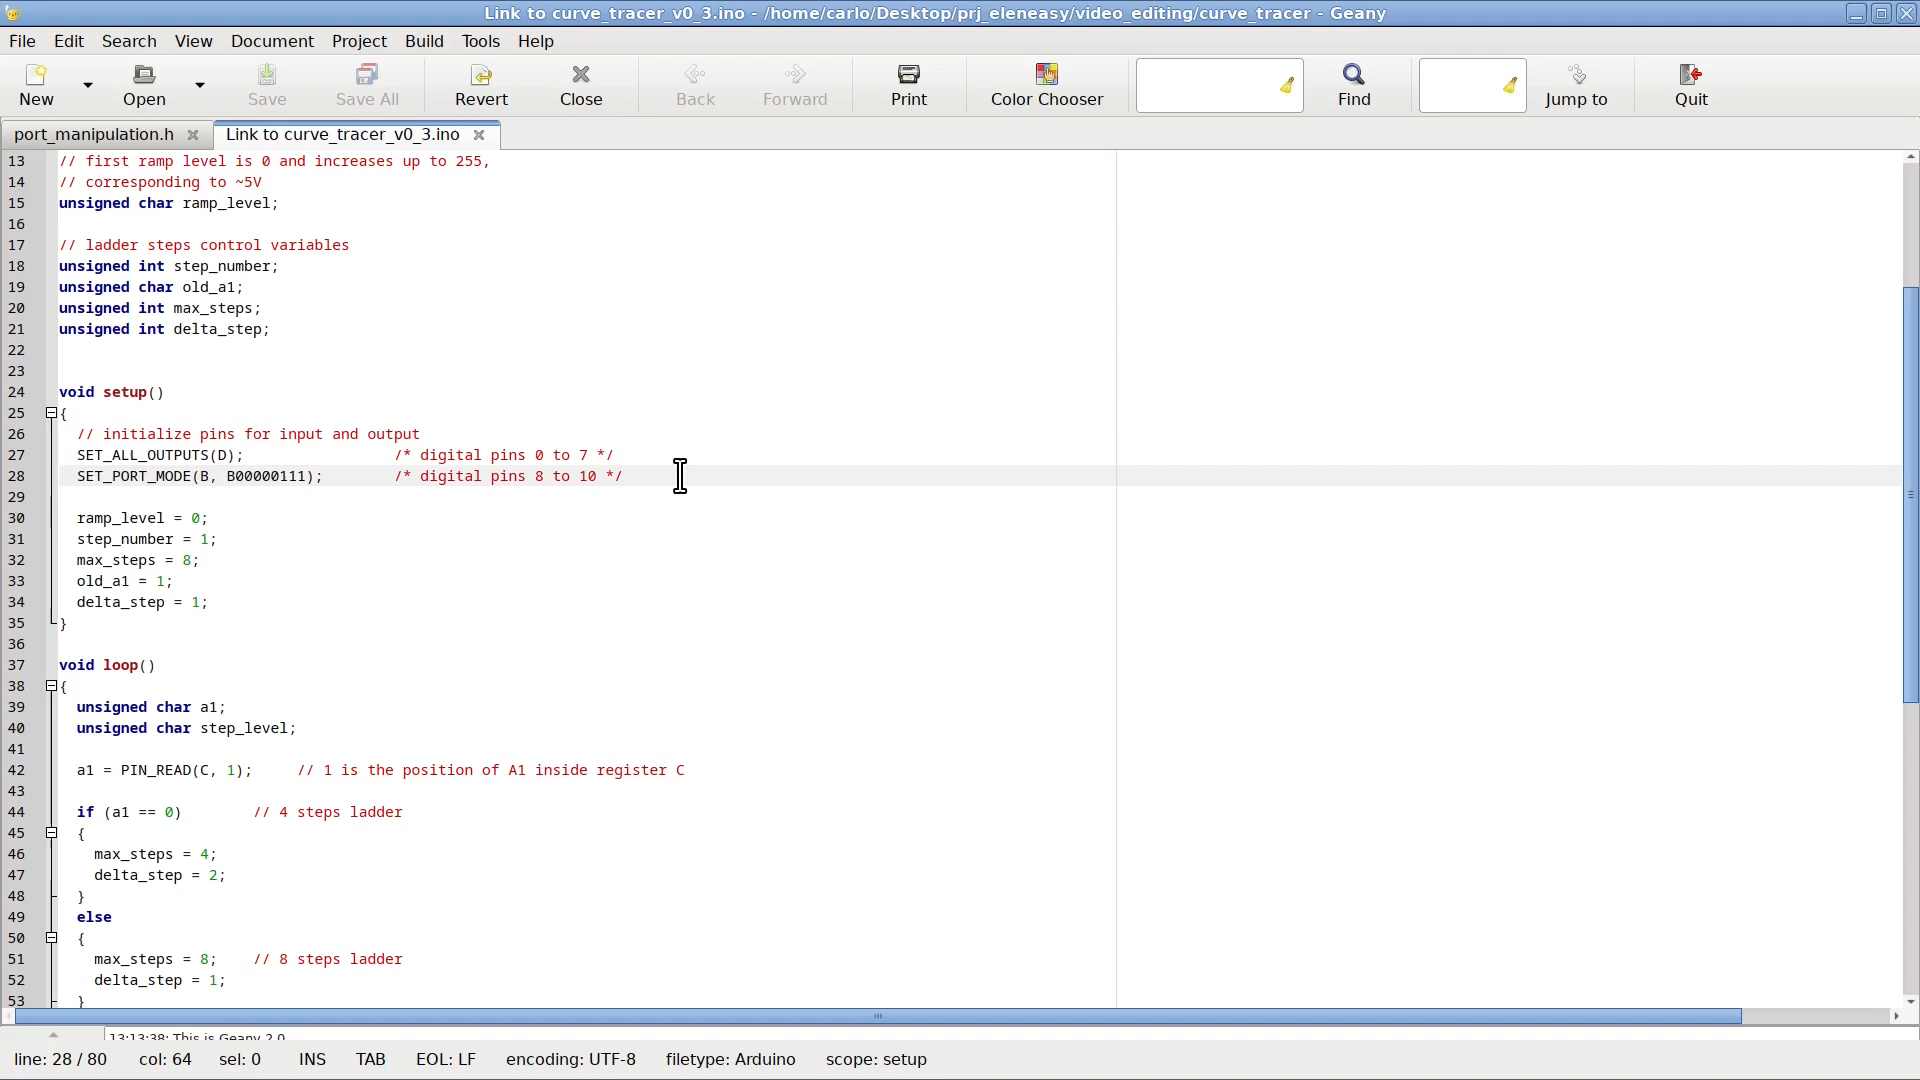 Link to curve_tracer_v0_3.ino - /home/carlo/Desktop/prj_eleneasy/video_editing/curve_tracer - Geany
File Edit Search View Document Project Build Tools Help
New Open Save Save All Revert Close Back Forward Print Color Chooser Find Jump to Quit
port_manipulation.h Link to curve_tracer_v0_3.ino
13 // first ramp level is 0 and increases up to 255,
14 // corresponding to ~5V
15 unsigned char ramp_level;
16
17 // ladder steps control variables
18 unsigned int step_number;
19 unsigned char old_a1;
20 unsigned int max_steps;
21 unsigned int delta_step;
22
23
24 void setup()
25 {
26 // initialize pins for input and output
27 SET_ALL_OUTPUTS(D); /* digital pins 0 to 7 */
28 SET_PORT_MODE(B, B00000111); /* digital pins 8 to 10 */
29
30 ramp_level = 0;
31 step_number = 1;
32 max_steps = 8;
33 old_a1 = 1;
34 delta_step = 1;
35 }
36
37 void loop()
38 {
39 unsigned char a1;
40 unsigned char step_level;
41
42 a1 = PIN_READ(C, 1); // 1 is the position of A1 inside register C
43
44 if (a1 == 0) // 4 steps ladder
45 {
46 max_steps = 4;
47 delta_step = 2;
48 }
49 else
50 {
51 max_steps = 8; // 8 steps ladder
52 delta_step = 1;
53 }
13:13:38: This is Geany 2.0
line: 28 / 80 col: 64 sel: 0 INS TAB EOL: LF encoding: UTF-8 filetype: Arduino scope: setup